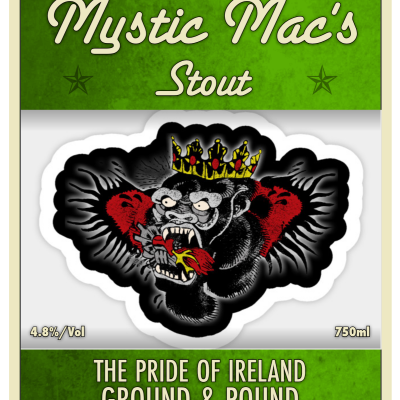 Mystic Mac's
Stout
4.8%/Vol
750ml
THE PRIDE OF IRELAND
GROUND & POUND